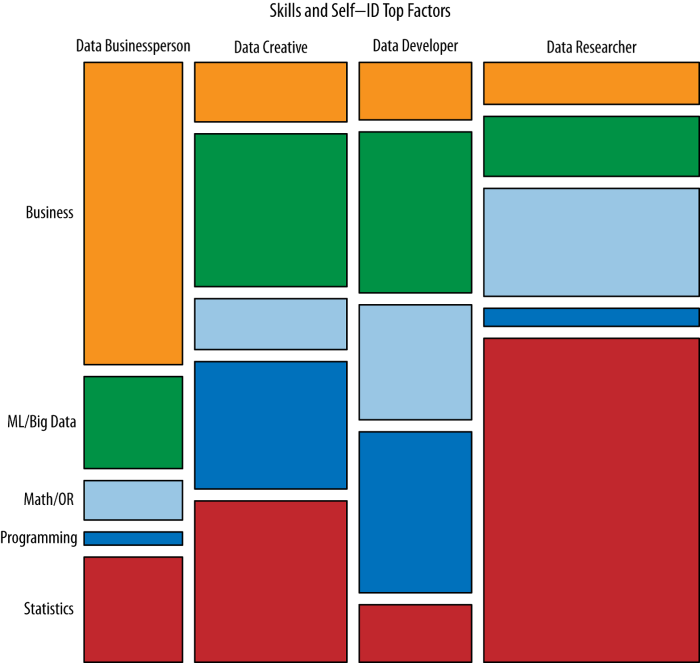 Skills and Self–ID Top Factors
Data Businessperson
Data Creative
Data Developer
Data Researcher
Business
ML/Big Data
Math/OR
Programming
Statistics